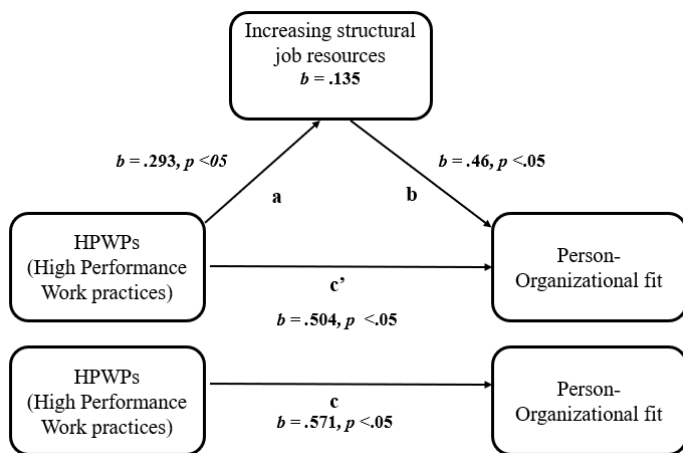 Increasing structural
job resources
b = .135
b = .293, p <05
b = .46, p <.05
a
b
HPWPs
(High Performance
Work practices)
Person-
Organizational fit
c’
b = .504, p <.05
HPWPs
(High Performance
Work practices)
Person-
Organizational fit
c
b = .571, p <.05